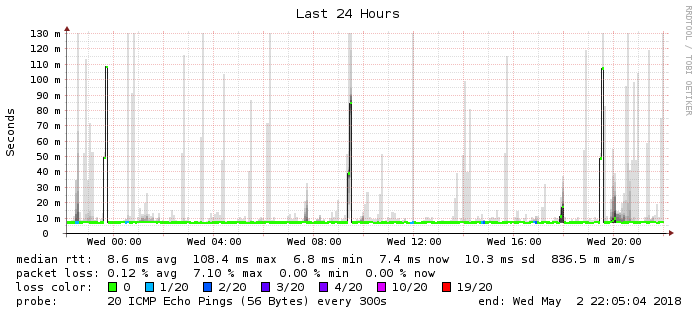 Last 24 Hours
RRDTOOL / TOBI OETIKER
Seconds
130 m
120 m
110 m
100 m
90 m
80 m
70 m
60 m
50 m
40 m
30 m
20 m
10 m
0
Wed 00:00 Wed 04:00 Wed 08:00 Wed 12:00 Wed 16:00 Wed 20:00
median rtt: 8.6 ms avg 108.4 ms max 6.8 ms min 7.4 ms now 10.3 ms sd 836.5 m am/s
packet loss: 0.12 % avg 7.10 % max 0.00 % min 0.00 % now
loss color: 0 1/20 2/20 3/20 4/20 10/20 19/20
probe: 20 ICMP Echo Pings (56 Bytes) every 300s end: Wed May 2 22:05:04 2018